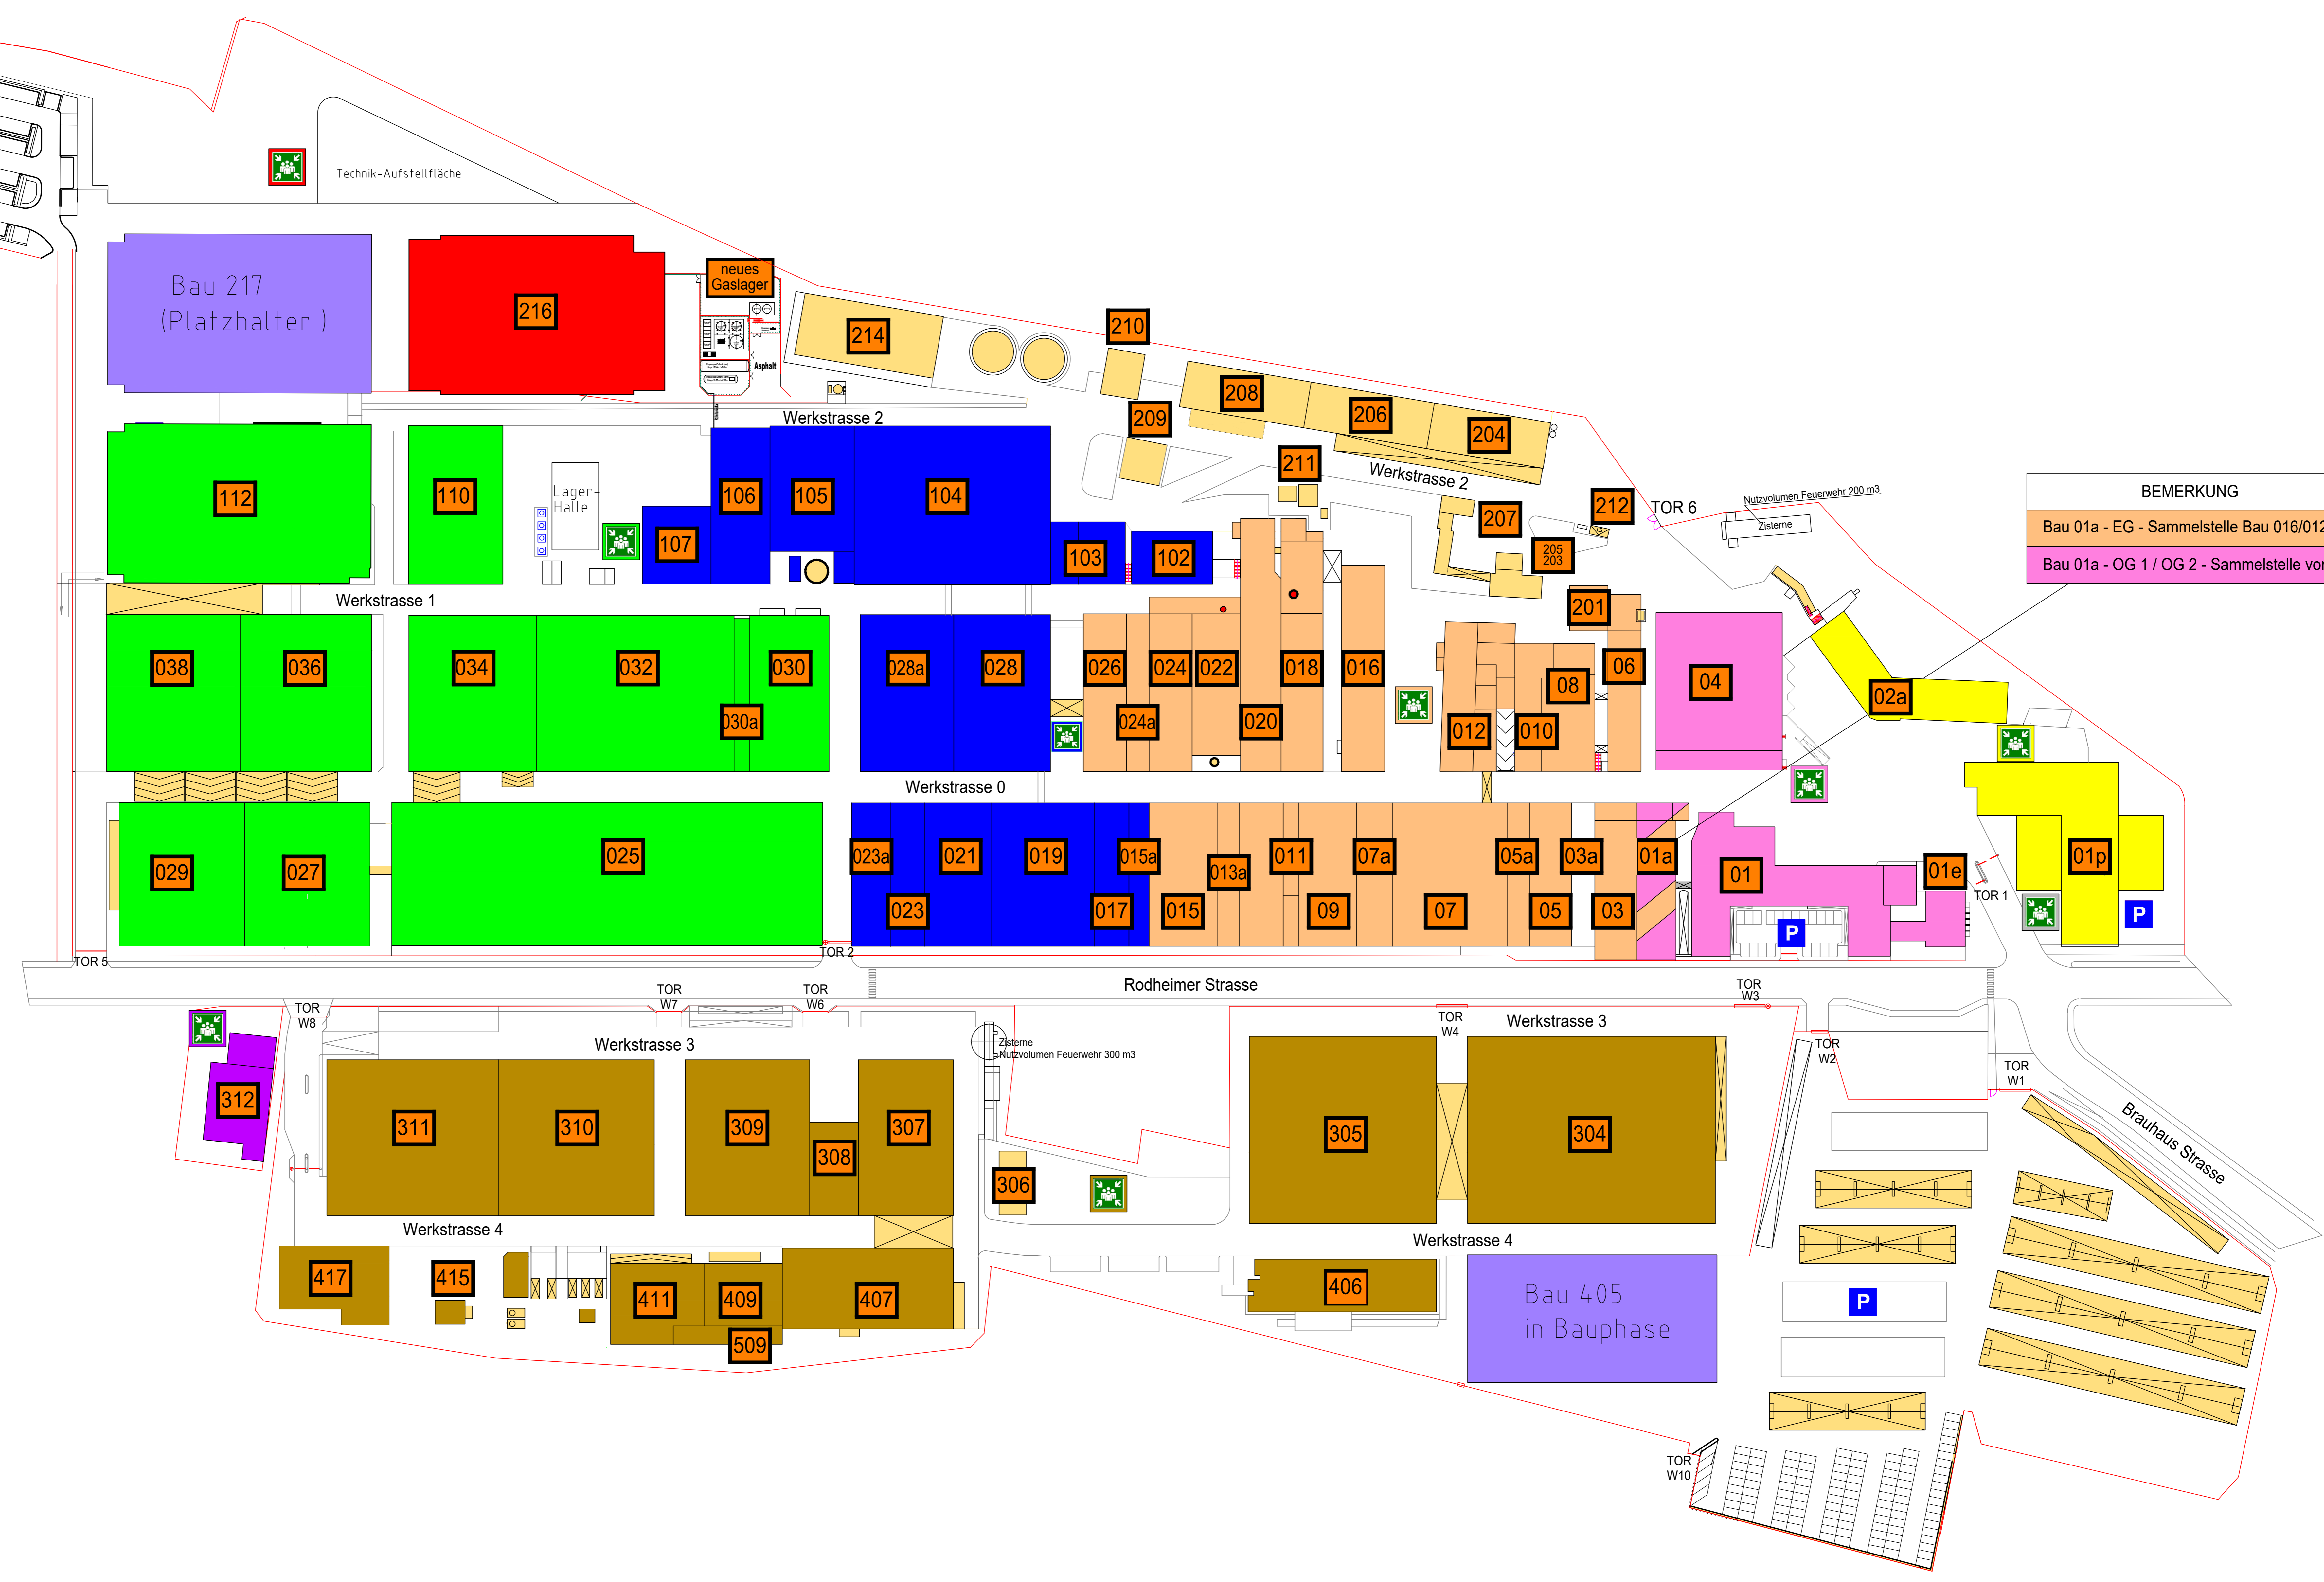 Technik-Aufstellfläche
Bau 217
(Platzhalter )
216
neues
Gaslager
Asphalt
214
210
208
206
204
209
211
Werkstrasse 2
Werkstrasse 2
112
110
Lager-
Halle
107
106
105
104
103
102
207
205
203
212
TOR 6
Nutzvolumen Feuerwehr 200 m3
Zisterne
BEMERKUNG
Bau 01a - EG - Sammelstelle Bau 016/012
Bau 01a - OG 1 / OG 2 - Sammelstelle vor
Werkstrasse 1
201
038
036
034
032
030
030a
028a
028
026
024
024a
022
020
018
016
012
010
08
06
04
02a
Werkstrasse 0
029
027
025
023a
023
021
019
017
015a
015
013a
011
09
07a
07
05a
05
03a
03
01a
01
01e
01p
P
P
TOR 1
TOR 5
TOR 2
Rodheimer Strasse
TOR
W8
TOR
W7
TOR
W6
TOR
W4
TOR
W3
TOR
W2
TOR
W1
Werkstrasse 3
Werkstrasse 3
Zisterne
Nutzvolumen Feuerwehr 300 m3
312
311
310
309
308
307
306
305
304
Brauhaus Strasse
Werkstrasse 4
Werkstrasse 4
417
415
411
409
407
509
406
Bau 405
in Bauphase
P
TOR
W10